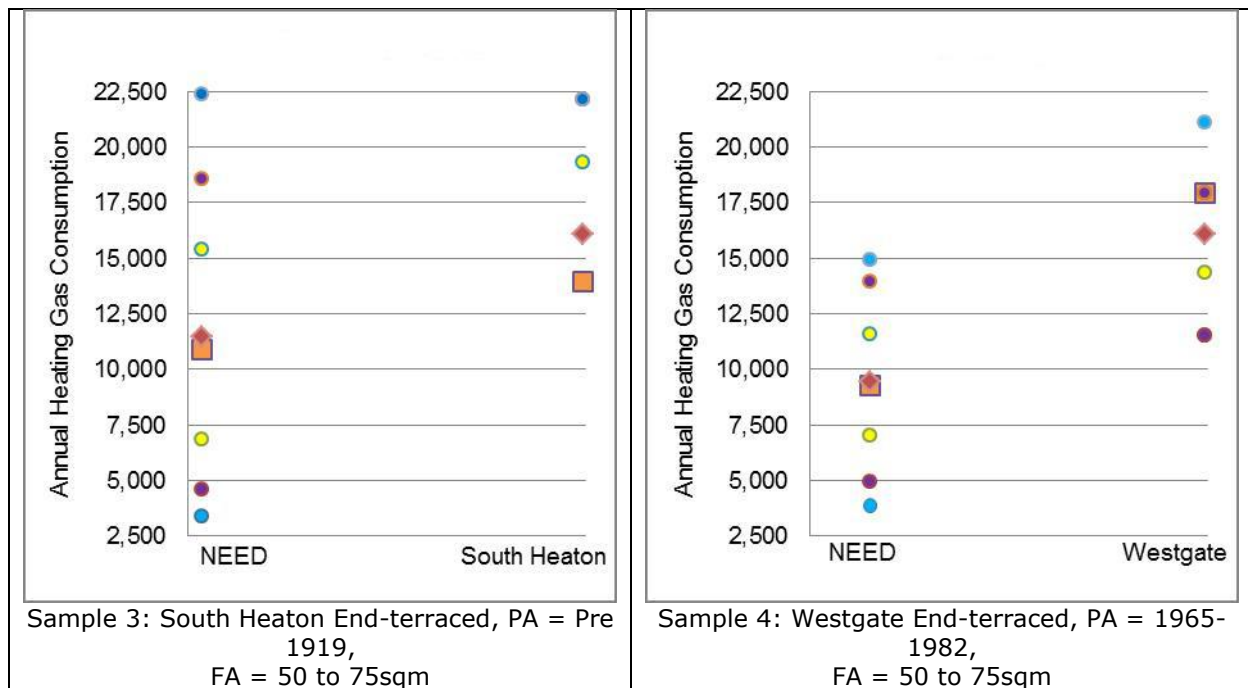 Annual Heating Gas Consumption
22,500
20,000
17,500
15,000
12,500
10,000
7,500
5,000
2,500
NEED
South Heaton
Sample 3: South Heaton End-terraced, PA = Pre
1919,
FA = 50 to 75sqm
Annual Heating Gas Consumption
22,500
20,000
17,500
15,000
12,500
10,000
7,500
5,000
2,500
NEED
Westgate
Sample 4: Westgate End-terraced, PA = 1965-
1982,
FA = 50 to 75sqm